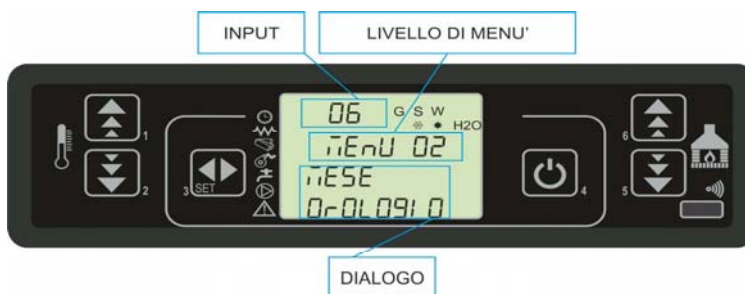 INPUT
LIVELLO DI MENU'
06
G S W
H2O
MENU 02
MESE
OROLOGIO
1
2
3
SET
4
5
6
DIALOGO